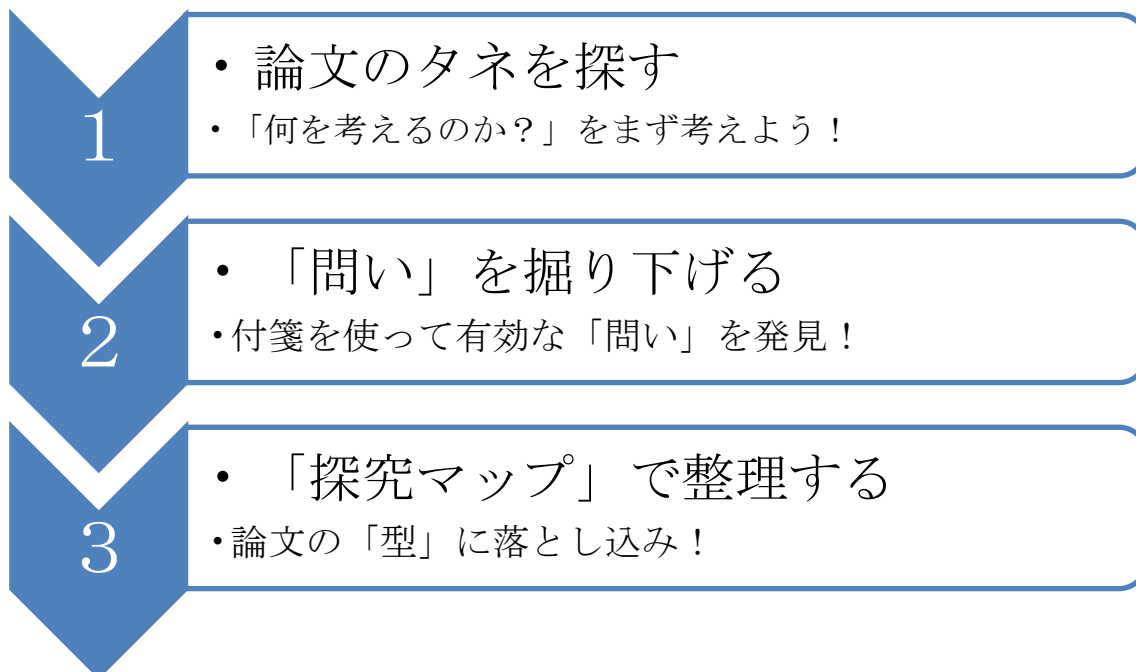 1
・論文のタネを探す
・「何を考えるのか？」をまず考えよう！
2
・「問い」を掘り下げる
・付箋を使って有効な「問い」を発見！
3
・「探究マップ」で整理する
・論文の「型」に落とし込み！